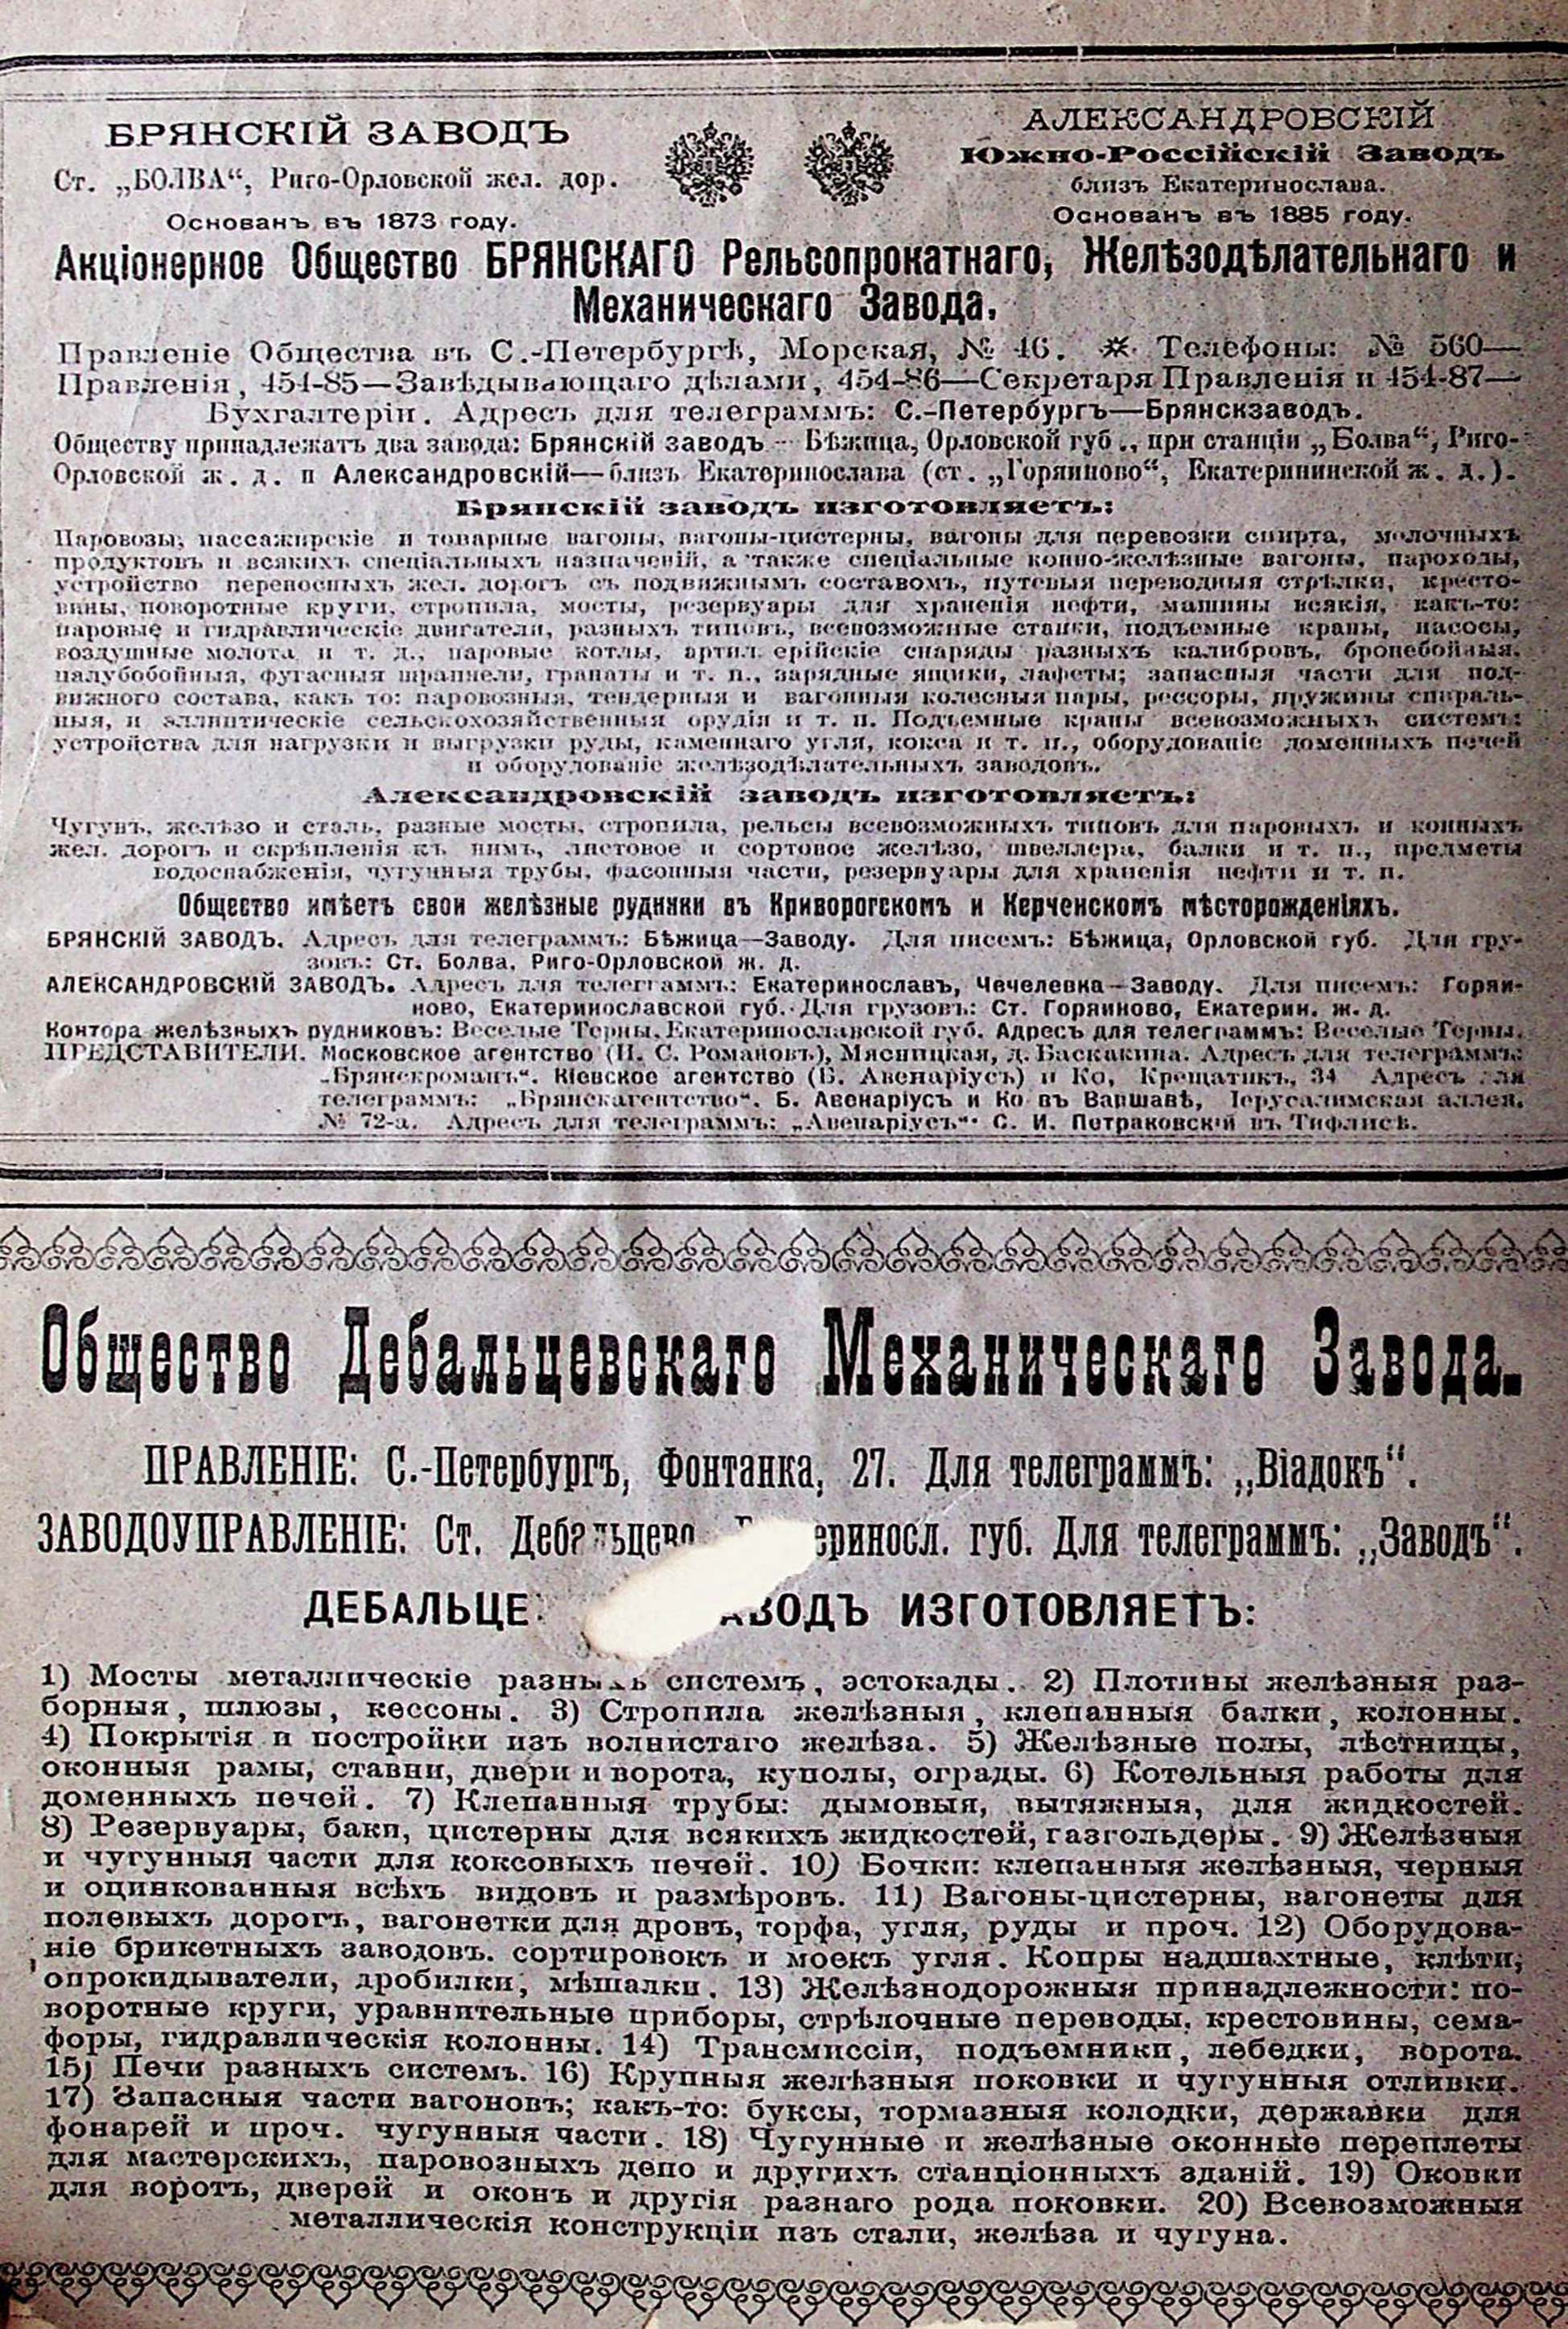 БРЯНСКІЙ ЗАВОДЪ
Ст. „БОЛВА“, Риго-Орловской жел. дор.
Основанъ въ 1873 году.
АЛЕКСАНДРОВСКІЙ
Южно-Россійскій Заводъ
близъ Екатеринослава.
Основанъ въ 1885 году.
Акціонерное Общество БРЯНСКАГО Рельсопрокатнаго, Желѣзодѣлательнаго и
Механическаго Завода.
Правленіе Общества въ С.-Петербургѣ, Морская, № 46. Телефоны: № 560—
Правленія, 454-85—Завѣдывающаго дѣлами, 454-86—Секретаря Правленія и 454-87—
Бухгалтеріи. Адресъ для телеграммъ: С.-Петербургъ—Брянскзаводъ.
Обществу принадлежатъ два завода: Брянскій заводъ - Бѣжица, Орловской губ., при станціи „Болва“, Риго-
Орловской ж. д. и Александровскій—близъ Екатеринослава (ст. „Горяиново“, Екатерининской ж. д.).
Брянскій заводъ изготовляетъ:
Паровозы, пассажирскіе и товарные вагоны, вагоны-цистерны, вагоны для перевозки спирта, молочныхъ
продуктовъ и всякихъ спеціальныхъ назначеній, а также спеціальные конно-желѣзные вагоны, пароходы,
устройство переносныхъ жел. дорогъ съ подвижнымъ составомъ, путевыя переводныя стрѣлки, кресто-
вины, поворотные круги, стропила, мосты, резервуары для храненія нефти, машины всякія, какъ-то:
паровые и гидравлическіе двигатели, разныхъ типовъ, всевозможные станки, подъемные краны, насосы,
воздушные молота и т. д., паровые котлы, артиллерійскіе снаряды разныхъ калибровъ, бронебойныя,
палубобойныя, фугасныя шрапнели, гранаты и т. п., зарядные ящики, лафеты; запасныя части для под-
вижного состава, какъ то: паровозныя, тендерныя и вагонныя колесныя пары, рессоры, пружины спираль-
ныя, и эллиптическіе сельскохозяйственныя орудія и т. п. Подъемные краны всевозможныхъ системъ:
устройства для нагрузки и выгрузки руды, каменнаго угля, кокса и т. п., оборудованіе доменныхъ печей
и оборудованіе желѣзодѣлательныхъ заводовъ.
Александровскій заводъ изготовляетъ:
Чугунъ, желѣзо и сталь, разные мосты, стропила, рельсы всевозможныхъ типовъ для паровыхъ и конныхъ
жел. дорогъ и скрѣпленія къ нимъ, листовое и сортовое желѣзо, швеллера, балки и т. п., предметы
водоснабженія, чугунныя трубы, фасонныя части, резервуары для храненія нефти и т. п.
Общество имѣетъ свои желѣзные рудники въ Криворогскомъ и Керченскомъ мѣсторожденіяхъ.
БРЯНСКІЙ ЗАВОДЪ. Адресъ для телеграммъ: Бѣжица—Заводу. Для писемъ: Бѣжица, Орловской губ. Для гру-
зовъ: Ст. Болва, Риго-Орловской ж. д.
АЛЕКСАНДРОВСКІЙ ЗАВОДЪ. Адресъ для телеграммъ: Екатеринославъ, Чечелевка—Заводу. Для писемъ: Горяи-
ново, Екатеринославской губ. Для грузовъ: Ст. Горяиново, Екатерин. ж. д.
Контора желѣзныхъ рудниковъ: Веселые Терны, Екатеринославской губ. Адресъ для телеграммъ: Веселые Терны.
ПРЕДСТАВИТЕЛИ. Московское агентство (П. С. Романовъ), Мясницкая, д. Баскакина. Адресъ для телеграммъ:
„Брянскроманъ“. Кіевское агентство (Б. Авенаріусъ) и Ко, Крещатикъ, 34 Адресъ для
телеграммъ: „Брянскагентство“. Б. Авенаріусъ и Ко въ Варшавѣ, Іерусалимская аллея,
№ 72-а. Адресъ для телеграммъ: „Авенаріусъ“. С. И. Петраковскій въ Тифлисѣ.
Общество Дебальцевскаго Механическаго Завода.
ПРАВЛЕНІЕ: С.-Петербургъ, Фонтанка, 27. Для телеграммъ: „Віадокъ“.
ЗАВОДОУПРАВЛЕНІЕ: Ст. Дебальцево, еринosл. губ. Для телеграммъ: „Заводъ“.
ДЕБАЛЬЦЕ АВОДЪ ИЗГОТОВЛЯЕТЪ:
1) Мосты металлическіе разныхъ системъ, эстокады. 2) Плотины желѣзныя раз-
борныя, шлюзы, кессоны. 3) Стропила желѣзныя, клепанныя балки, колонны.
4) Покрытія и постройки изъ волнистаго желѣза. 5) Желѣзные полы, лѣстницы,
оконныя рамы, ставни, двери и ворота, куполы, ограды. 6) Котельныя работы для
доменныхъ печей. 7) Клепанныя трубы: дымовыя, вытяжныя, для жидкостей.
8) Резервуары, баки, цистерны для всякихъ жидкостей, газгольдеры. 9) Желѣзныя
и чугунныя части для коксовыхъ печей. 10) Бочки: клепанныя желѣзныя, черныя
и оцинкованныя всѣхъ видовъ и размѣровъ. 11) Вагоны-цистерны, вагонеты для
полевыхъ дорогъ, вагонетки для дровъ, торфа, угля, руды и проч. 12) Оборудова-
ніе брикетныхъ заводовъ. сортировокъ и моекъ угля. Копры надшахтные, клѣти,
опрокидыватели, дробилки, мѣшалки. 13) Желѣзнодорожныя принадлежности: по-
воротные круги, уравнительные приборы, стрѣлочные переводы, крестовины, сема-
форы, гидравлическія колонны. 14) Трансмиссіи, подъемники, лебедки, ворота.
15) Печи разныхъ системъ. 16) Крупныя желѣзныя поковки и чугунныя отливки.
17) Запасныя части вагоновъ; какъ-то: буксы, тормазныя колодки, державки для
фонарей и проч. чугунныя части. 18) Чугунные и желѣзные оконные переплеты
для мастерскихъ, паровозныхъ депо и другихъ станціонныхъ зданій. 19) Оковки
для воротъ, дверей и оконъ и другія разнаго рода поковки. 20) Всевозможныя
металлическія конструкціи изъ стали, желѣза и чугуна.